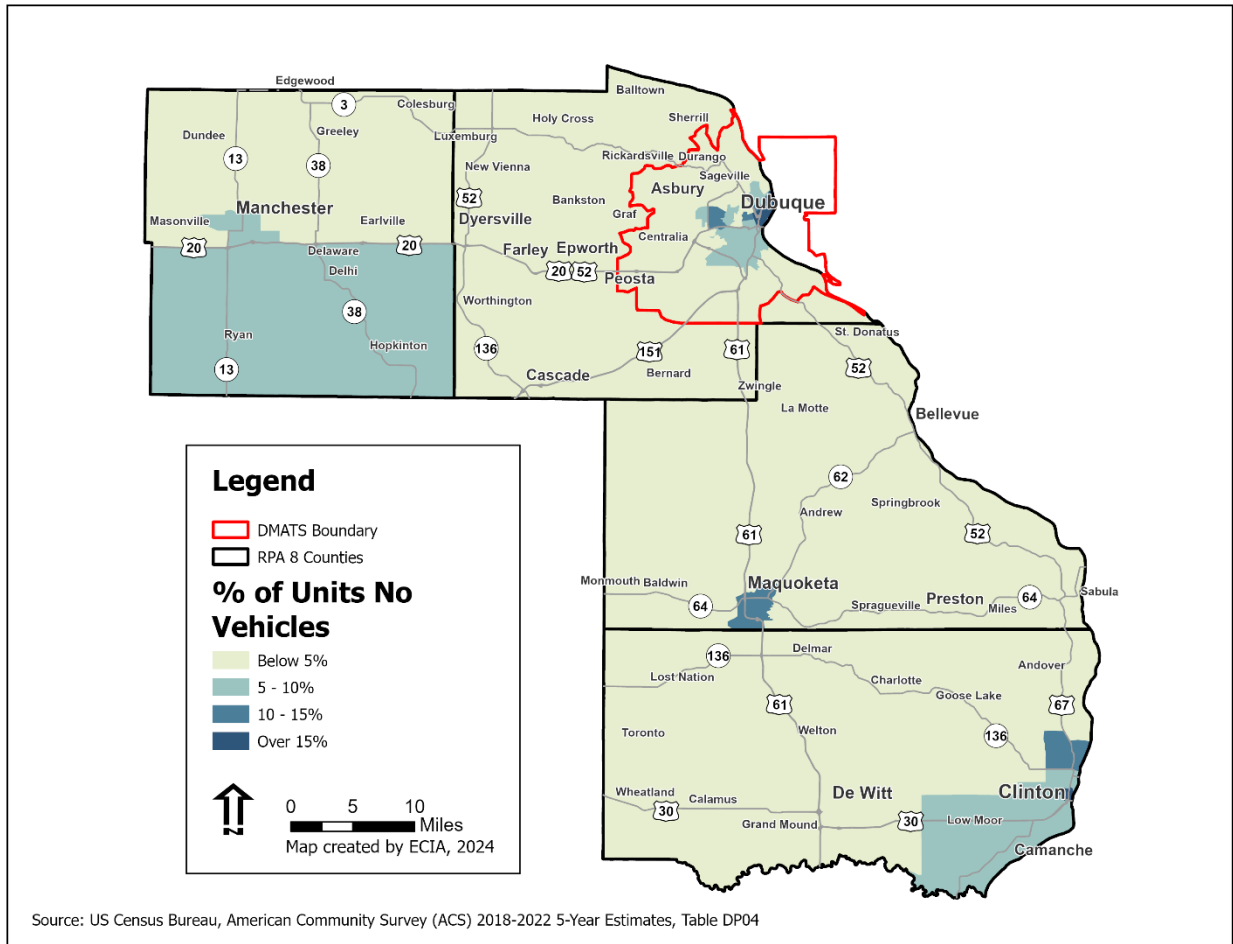 Edgewood
Balltown
3
Colesburg
Holy Cross
Sherrill
Dundee
Greeley
Luxemburg
13
38
Rickardsville
Durango
New Vienna
Sageville
52
Asbury
Bankston
Dubuque
Manchester
Masonville
Earlville
Dyersville
Graf
20
20
Delaware
Farley
Epworth
Centralia
Delhi
20
52
Peosta
Worthington
38
Ryan
St. Donatus
Hopkinton
136
151
61
13
Cascade
Bernard
52
Zwingle
La Motte
Bellevue
62
Springbrook
Andrew
61
52
Monmouth
Baldwin
Maquoketa
Sabula
64
Preston
64
Spragueville
Miles
136
Delmar
Andover
Lost Nation
Charlotte
Goose Lake
61
67
Toronto
Welton
136
Wheatland
Calamus
De Witt
Clinton
30
Grand Mound
30
Low Moor
Camanche
Legend
DMATS Boundary
RPA 8 Counties
% of Units No
Vehicles
Below 5%
5 - 10%
10 - 15%
Over 15%
N
0 5 10
Miles
Map created by ECIA, 2024
Source: US Census Bureau, American Community Survey (ACS) 2018-2022 5-Year Estimates, Table DP04